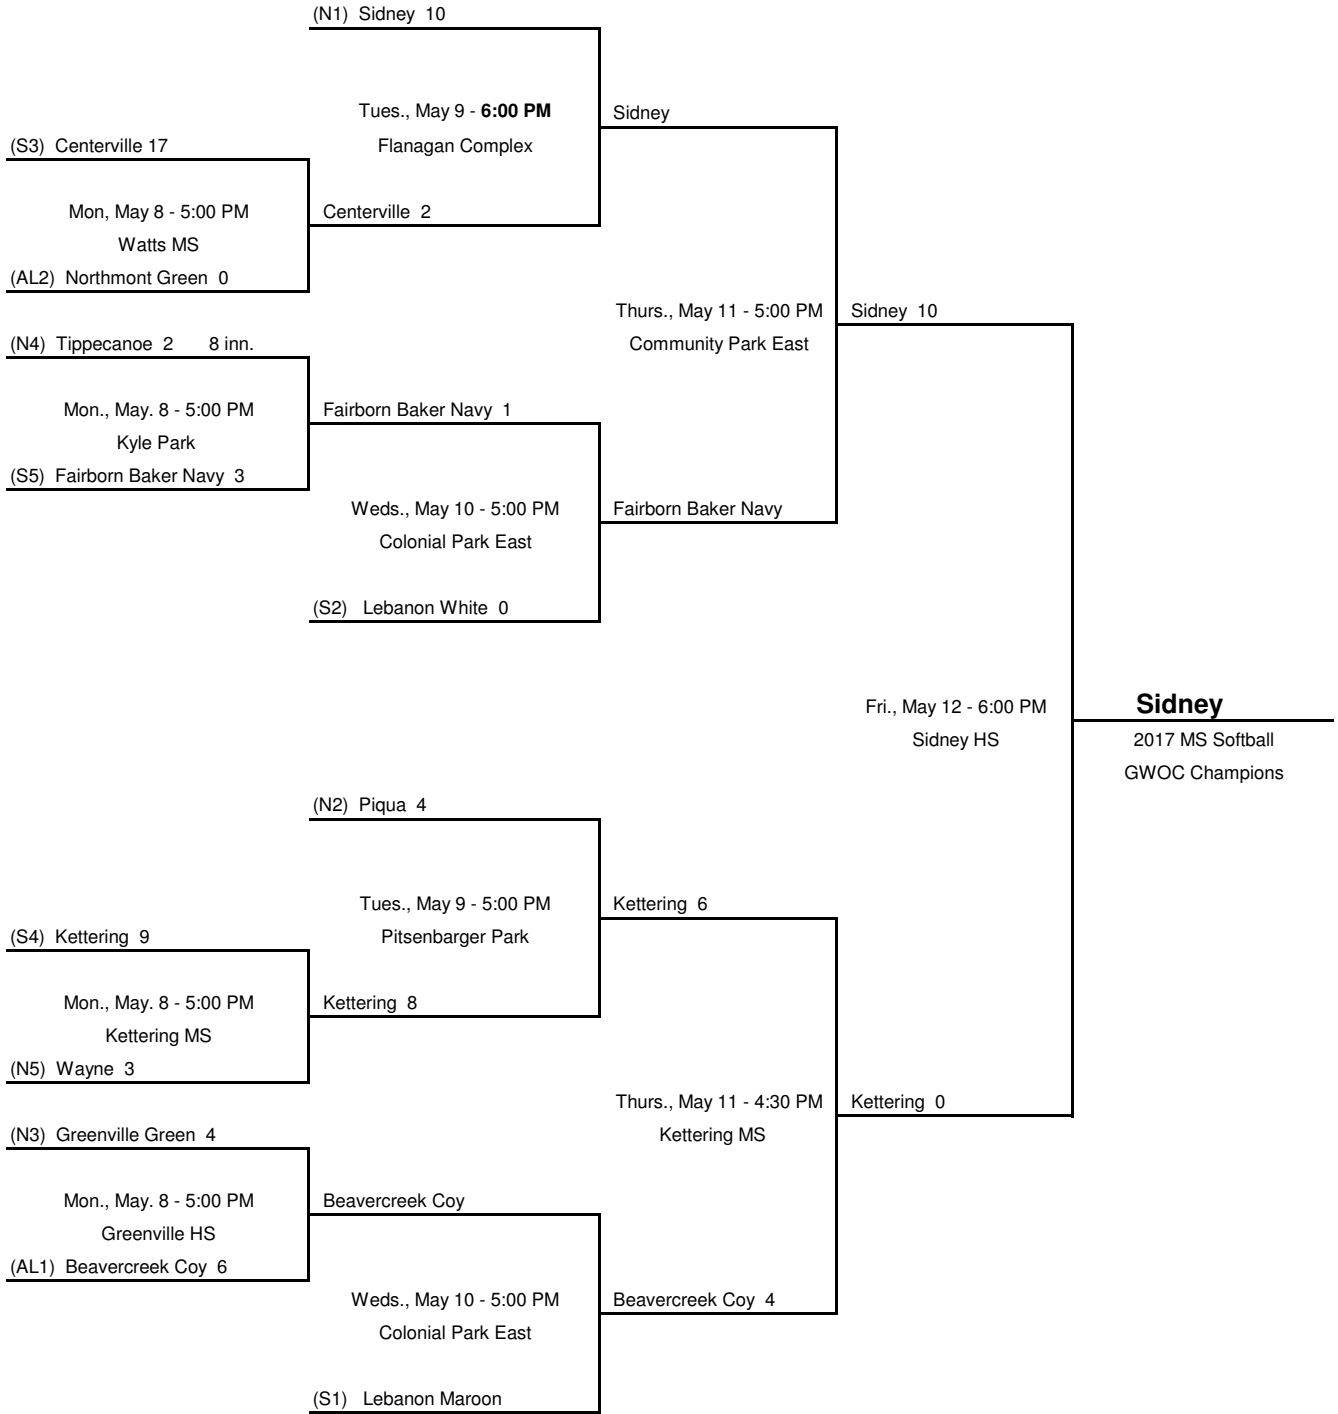 (N1) Sidney 10
Tues., May 9 - 6:00 PM
Sidney
(S3) Centerville 17
Flanagan Complex
Mon, May 8 - 5:00 PM
Centerville 2
Watts MS
(AL2) Northmont Green 0
Thurs., May 11 - 5:00 PM
Sidney 10
(N4) Tippecanoe 2 8 inn.
Community Park East
Mon., May. 8 - 5:00 PM
Fairborn Baker Navy 1
Kyle Park
(S5) Fairborn Baker Navy 3
Weds., May 10 - 5:00 PM
Fairborn Baker Navy
Colonial Park East
(S2) Lebanon White 0
Fri., May 12 - 6:00 PM
Sidney
Sidney HS
2017 MS Softball
GWOC Champions
(N2) Piqua 4
Tues., May 9 - 5:00 PM
Kettering 6
(S4) Kettering 9
Pitsenbarger Park
Mon., May. 8 - 5:00 PM
Kettering 8
Kettering MS
(N5) Wayne 3
Thurs., May 11 - 4:30 PM
Kettering 0
(N3) Greenville Green 4
Kettering MS
Mon., May. 8 - 5:00 PM
Beavercreek Coy
Greenville HS
(AL1) Beavercreek Coy 6
Weds., May 10 - 5:00 PM
Beavercreek Coy 4
Colonial Park East
(S1) Lebanon Maroon